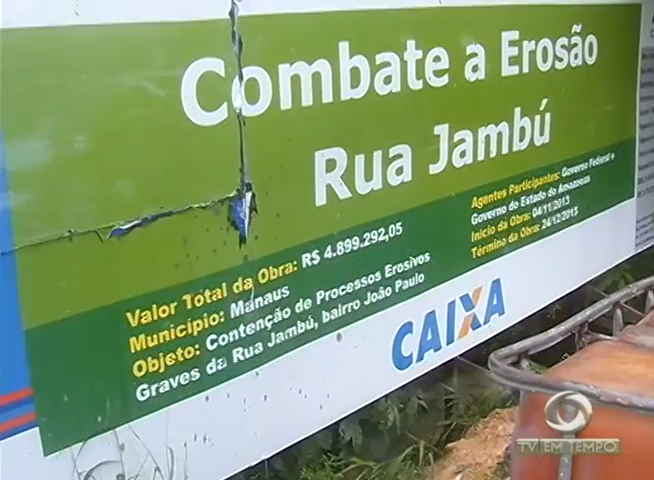 Combate a Erosão
Rua Jambú
Valor Total da Obra: R$ 4.899.292,05
Município: Manaus
Objeto: Contenção de Processos Erosivos
Graves da Rua Jambú, bairro João Paulo
Agentes Participantes: Governo Federal e
Governo do Estado do Amazonas
Início da Obra: 04/11/2013
Término da Obra: 24/12/2013
CAIXA
TV EM TEMPO